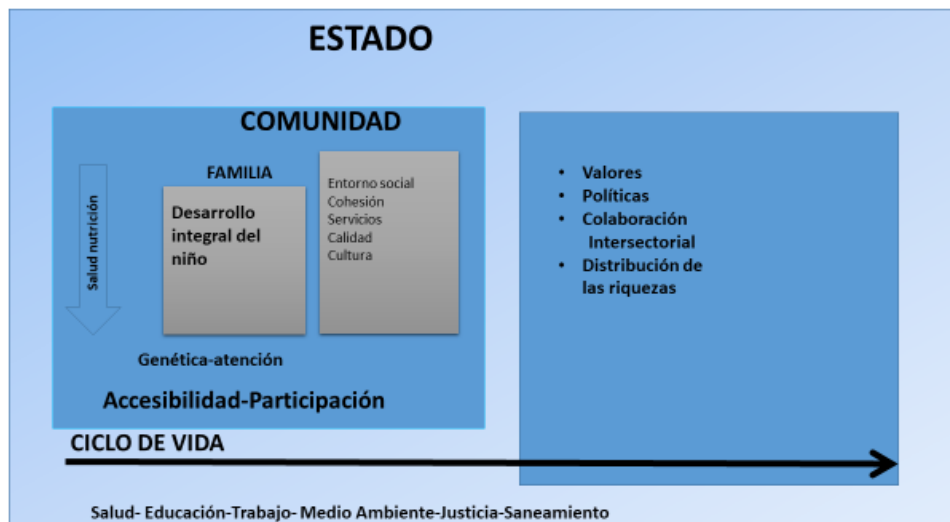 ESTADO
COMUNIDAD
FAMILIA
Salud nutrición
Desarrollo
integral del
niño
Entorno social
Cohesión
Servicios
Calidad
Cultura
Genética-atención
Accesibilidad-Participación
• Valores
• Políticas
• Colaboración
Intersectorial
• Distribución de
las riquezas
CICLO DE VIDA
Salud- Educación-Trabajo- Medio Ambiente-Justicia-Saneamiento